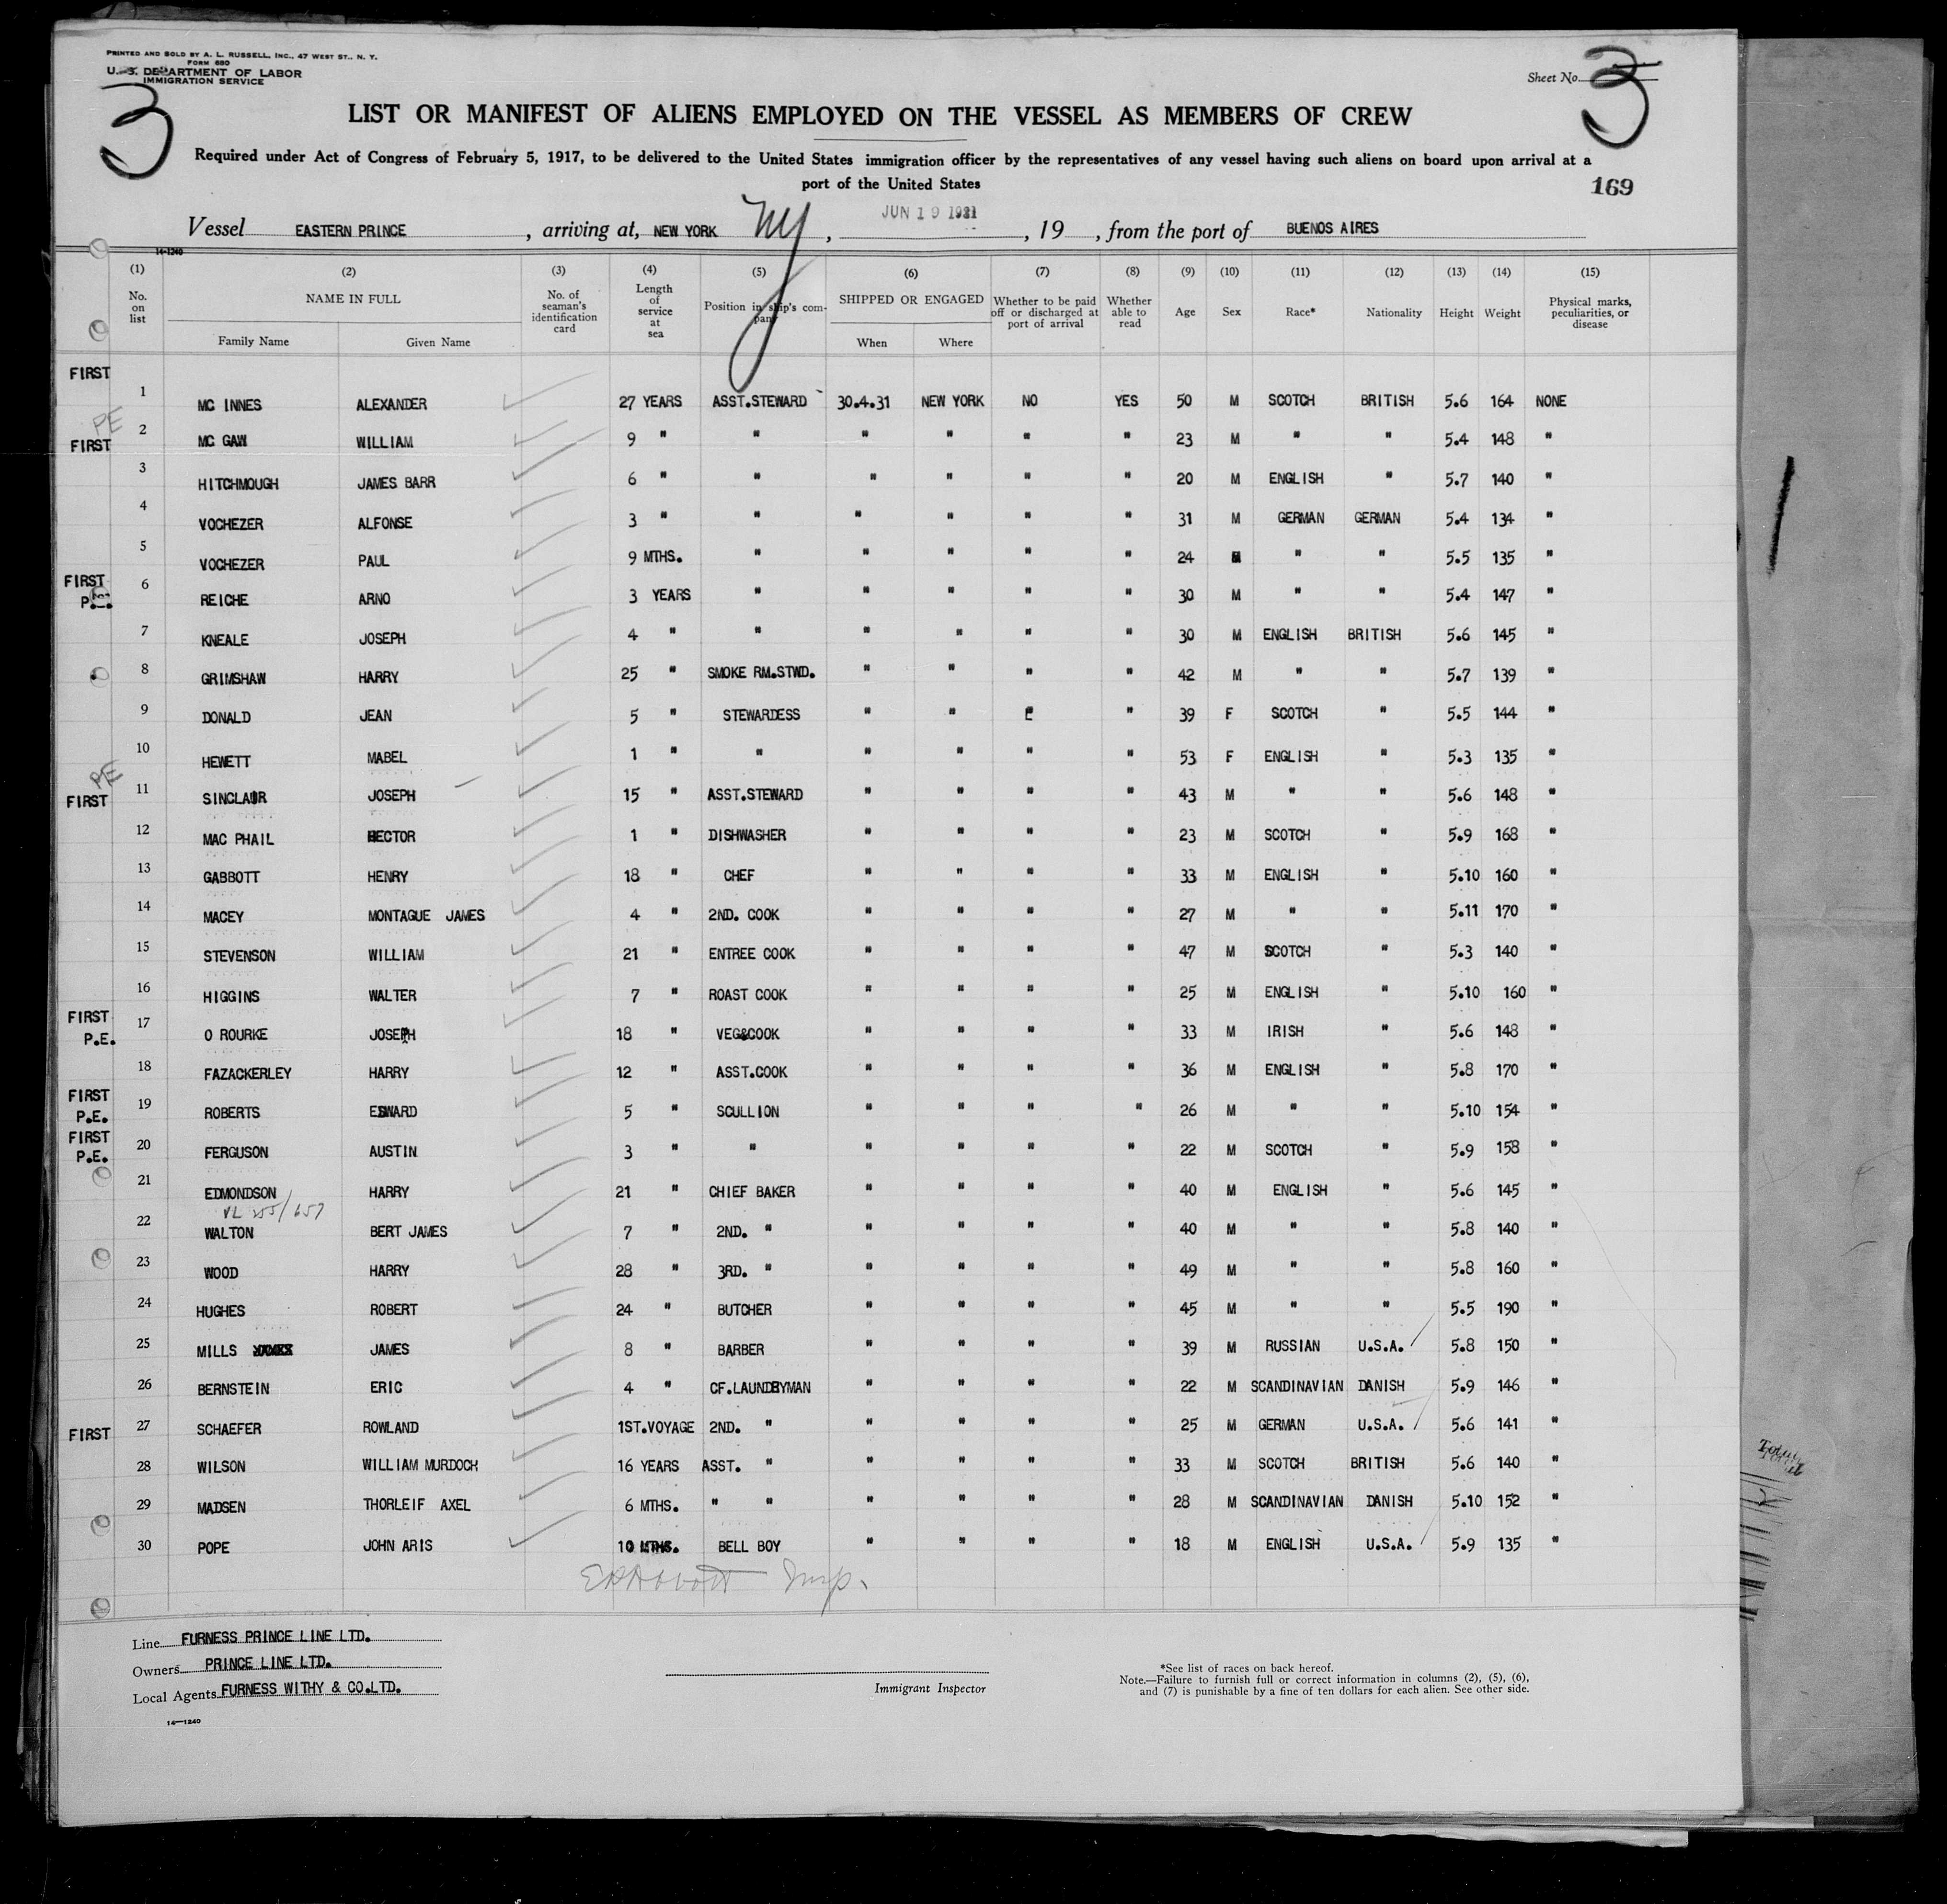 PRINTED AND SOLD BY A. L. RUSSELL, INC., 47 WEST ST., N. Y.
FORM 680
U. S. DEPARTMENT OF LABOR
IMMIGRATION SERVICE
Sheet No. 3
3
LIST OR MANIFEST OF ALIENS EMPLOYED ON THE VESSEL AS MEMBERS OF CREW
Required under Act of Congress of February 5, 1917, to be delivered to the United States immigration officer by the representatives of any vessel having such aliens on board upon arrival at a
port of the United States
169
Vessel EASTERN PRINCE , arriving at, NEW YORK NY , JUN 19 1931 , 19 , from the port of BUENOS AIRES
14-1240
(1) (2) (3) (4) (5) (6) (7) (8) (9) (10) (11) (12) (13) (14) (15)
No. on list NAME IN FULL Family Name Given Name No. of seaman's identification card Length of service at sea Position in ship's company SHIPPED OR ENGAGED When Where Whether to be paid off or discharged at port of arrival Whether able to read Age Sex Race* Nationality Height Weight Physical marks, peculiarities, or disease
FIRST 1 MC INNES ALEXANDER 27 YEARS ASST.STEWARD 30.4.31 NEW YORK NO YES 50 M SCOTCH BRITISH 5.6 164 NONE
PE FIRST 2 MC GAW WILLIAM 9 " " " " " " 23 M " " 5.4 148 "
3 HITCHMOUGH JAMES BARR 6 " " " " " " 20 M ENGLISH " 5.7 140 "
4 VOCHEZER ALFONSE 3 " " " " " " 31 M GERMAN GERMAN 5.4 134 "
5 VOCHEZER PAUL 9 MTHS. " " " " " 24 M " " 5.5 135 "
FIRST P.E. 6 REICHE ARNO 3 YEARS " " " " " 30 M " " 5.4 147 "
7 KNEALE JOSEPH 4 " " " " " " 30 M ENGLISH BRITISH 5.6 145 "
8 GRIMSHAW HARRY 25 " SMOKE RM.STWD. " " " " 42 M " " 5.7 139 "
9 DONALD JEAN 5 " STEWARDESS " " " 39 F SCOTCH " 5.5 144 "
10 HEWETT MABEL 1 " " " " " " 53 F ENGLISH " 5.3 135 "
PE FIRST 11 SINCLAIR JOSEPH 15 " ASST.STEWARD " " " " 43 M " " 5.6 148 "
12 MAC PHAIL HECTOR 1 " DISHWASHER " " " " 23 M SCOTCH " 5.9 168 "
13 GABBOTT HENRY 18 " CHEF " " " " 33 M ENGLISH " 5.10 160 "
14 MACEY MONTAGUE JAMES 4 " 2ND. COOK " " " " 27 M " " 5.11 170 "
15 STEVENSON WILLIAM 21 " ENTREE COOK " " " " 47 M SCOTCH " 5.3 140 "
16 HIGGINS WALTER 7 " ROAST COOK " " " " 25 M ENGLISH " 5.10 160 "
FIRST P.E. 17 O ROURKE JOSEPH 18 " VEG&COOK " " " " 33 M IRISH " 5.6 148 "
18 FAZACKERLEY HARRY 12 " ASST.COOK " " " " 36 M ENGLISH " 5.8 170 "
FIRST P.E. 19 ROBERTS EDWARD 5 " SCULLION " " " " 26 M " " 5.10 154 "
FIRST P.E. 20 FERGUSON AUSTIN 3 " " " " " " 22 M SCOTCH " 5.9 158 "
21 EDMONDSON HARRY 21 " CHIEF BAKER " " " " 40 M ENGLISH " 5.6 145 "
22 WALTON BERT JAMES 7 " 2ND. " " " " " 40 M " " 5.8 140 "
23 WOOD HARRY 28 " 3RD. " " " " " 49 M " " 5.8 160 "
24 HUGHES ROBERT 24 " BUTCHER " " " " 45 M " " 5.5 190 "
25 MILLS JAMES 8 " BARBER " " " " 39 M RUSSIAN U.S.A. 5.8 150 "
26 BERNSTEIN ERIC 4 " CF.LAUNDRYMAN " " " " 22 M SCANDINAVIAN DANISH 5.9 146 "
FIRST 27 SCHAEFER ROWLAND 1ST.VOYAGE 2ND. " " " " " 25 M GERMAN U.S.A. 5.6 141 "
28 WILSON WILLIAM MURDOCH 16 YEARS ASST. " " " " " 33 M SCOTCH BRITISH 5.6 140 "
29 MADSEN THORLEIF AXEL 6 MTHS. " " " " " " 28 M SCANDINAVIAN DANISH 5.10 152 "
30 POPE JOHN ARIS 10 MTHS. BELL BOY " " " " 18 M ENGLISH U.S.A. 5.9 135 "
Insp.
Line FURNESS PRINCE LINE LTD.
Owners PRINCE LINE LTD.
Local Agents FURNESS WITHY & CO.LTD.
Immigrant Inspector
*See list of races on back hereof.
Note.—Failure to furnish full or correct information in columns (2), (5), (6),
and (7) is punishable by a fine of ten dollars for each alien. See other side.
14—1240